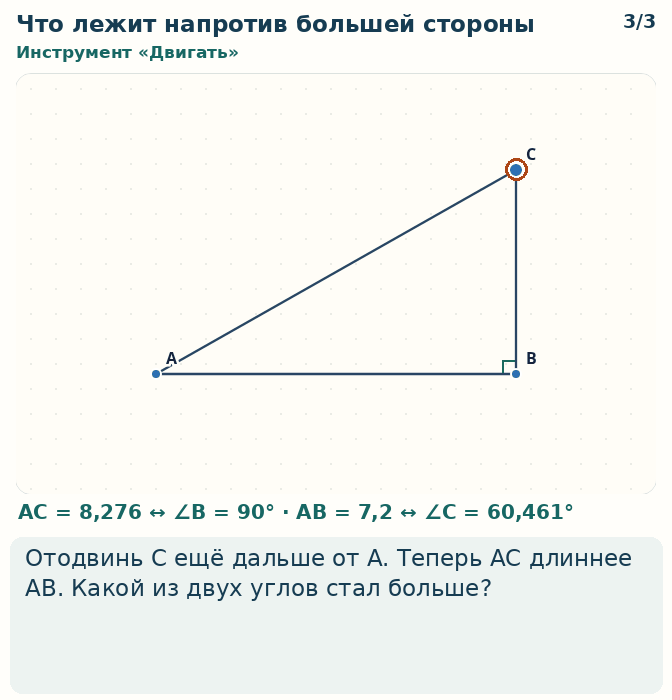 Что лежит напротив большей стороны
3/3
Инструмент «Двигать»
C
A
B
AC = 8,276 ↔ ∠B = 90° · AB = 7,2 ↔ ∠C = 60,461°
Отодвинь C ещё дальше от A. Теперь AC длиннее
AB. Какой из двух углов стал больше?